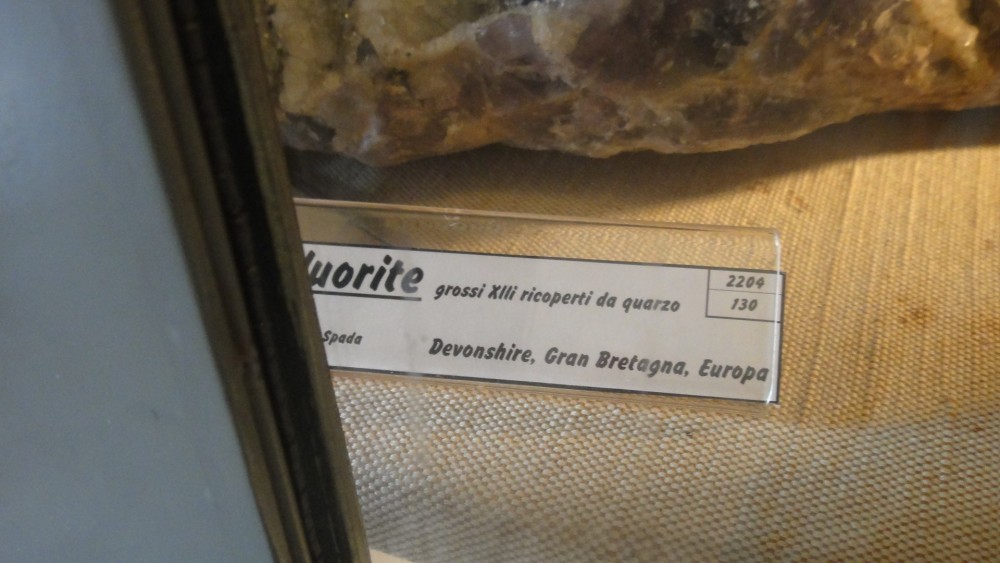 luorite grossi Xlli ricoperti da quarzo
2204
130
Spada
Devonshire, Gran Bretagna, Europa